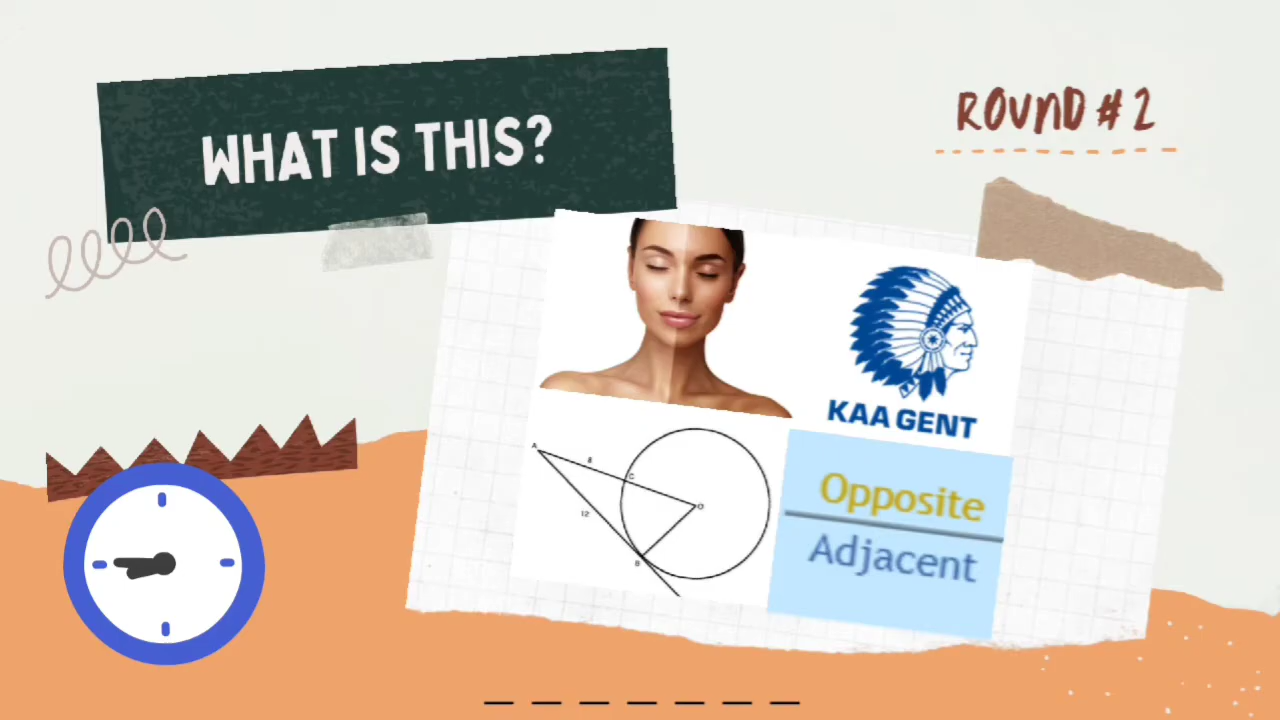 WHAT IS THIS?
ROUND # 2
KAA GENT
A
8
C
O
12
B
Opposite
Adjacent